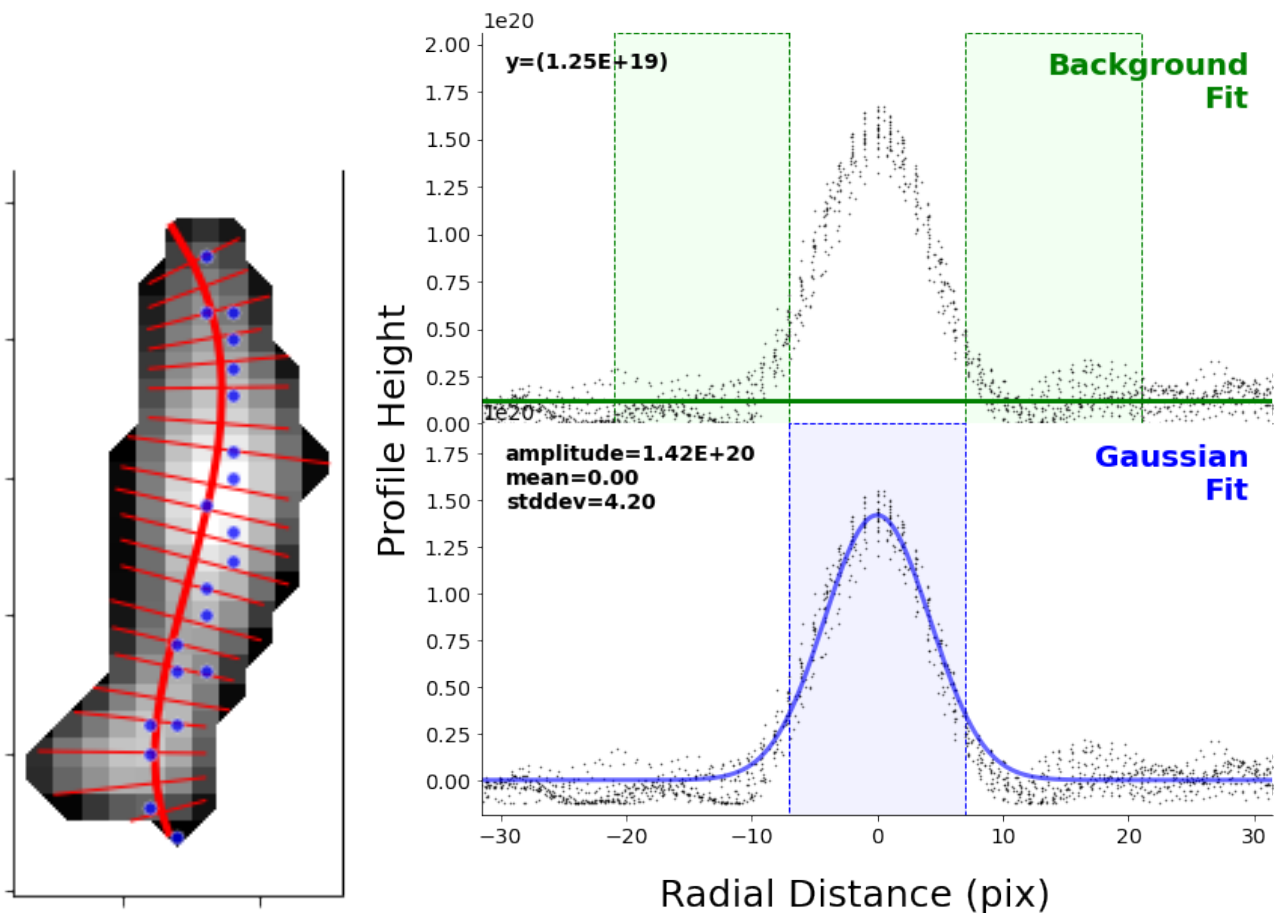 1e20
2.00
1.75
1.50
1.25
1.00
0.75
0.50
0.25
0.00
y=(1.25E+19)
Background
Fit
Profile Height
1e20
1.75
1.50
1.25
1.00
0.75
0.50
0.25
0.00
amplitude=1.42E+20
mean=0.00
stddev=4.20
Gaussian
Fit
−30 −20 −10 0 10 20 30
Radial Distance (pix)